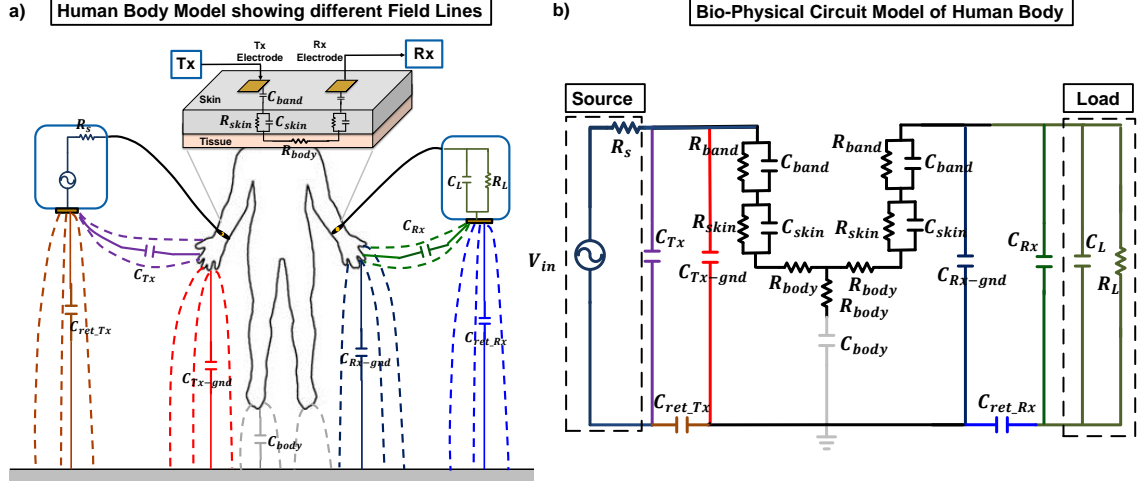 a)
Human Body Model showing different Field Lines
Tx
Tx
Electrode
Rx
Electrode
Rx
Skin
C_band
R_skin
C_skin
Tissue
R_body
R_s
C_L
R_L
C_Tx
C_Rx
C_ret_Tx
C_Tx-gnd
C_Rx-gnd
C_ret_Rx
C_body
b)
Bio-Physical Circuit Model of Human Body
Source
Load
R_s
R_band
C_band
R_band
C_band
R_skin
C_skin
R_skin
C_skin
V_in
C_Tx
C_Tx-gnd
R_body
R_body
R_body
C_Rx-gnd
C_Rx
C_L
R_L
C_body
C_ret_Tx
C_ret_Rx